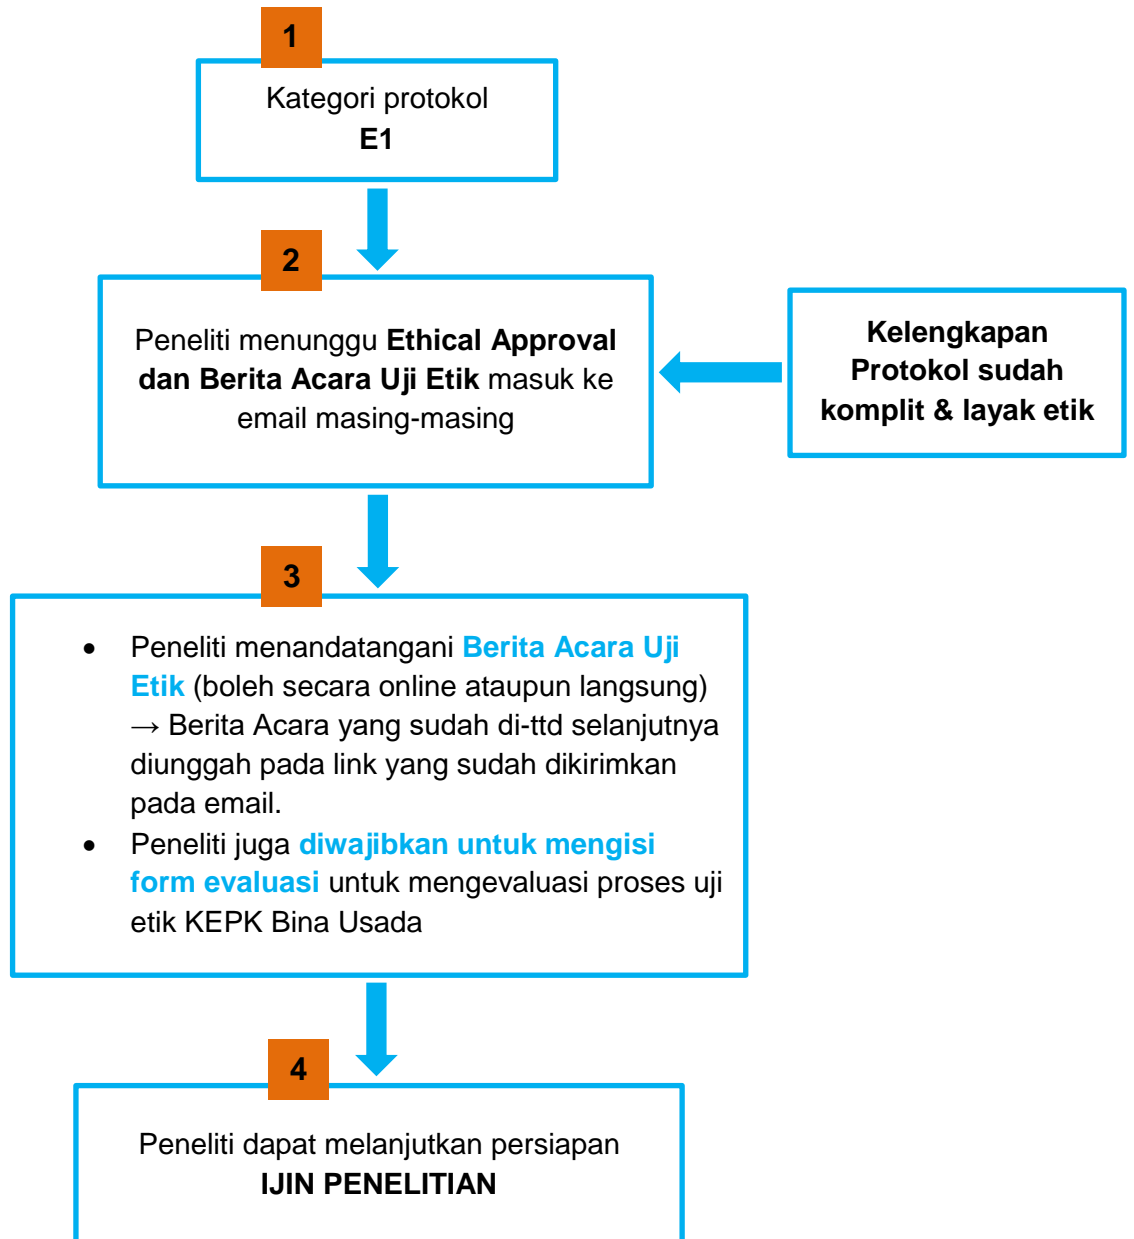 1
Kategori protokol
E1
2
Peneliti menunggu Ethical Approval
dan Berita Acara Uji Etik masuk ke
email masing-masing
Kelengkapan
Protokol sudah
komplit & layak etik
3
• Peneliti menandatangani Berita Acara Uji
Etik (boleh secara online ataupun langsung)
→ Berita Acara yang sudah di-ttd selanjutnya
diunggah pada link yang sudah dikirimkan
pada email.
• Peneliti juga diwajibkan untuk mengisi
form evaluasi untuk mengevaluasi proses uji
etik KEPK Bina Usada
4
Peneliti dapat melanjutkan persiapan
IJIN PENELITIAN